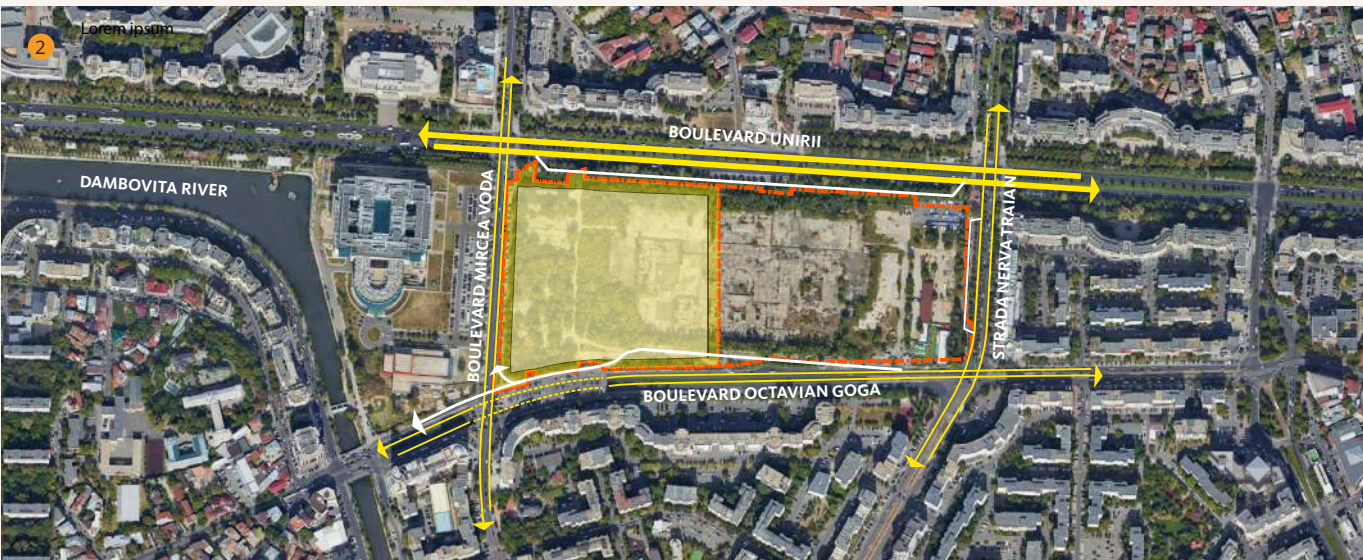 Lorem ipsum
2
BOULEVARD UNIRII
DAMBOVITA RIVER
BOULEVARD MIRCEA VODA
STRADA NERVA TRAIAN
BOULEVARD OCTAVIAN GOGA